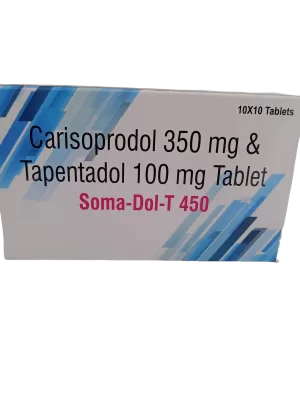 10X10 Tablets
Carisoprodol 350 mg &
Tapentadol 100 mg Tablet
Soma-Dol-T 450